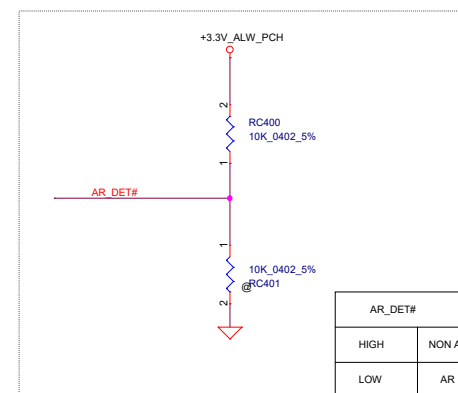 +3.3V_ALW_PCH
2
RC400
10K_0402_5%
1
AR_DET#
1
10K_0402_5%
@RC401
2
AR_DET#
HIGH NON A
LOW AR